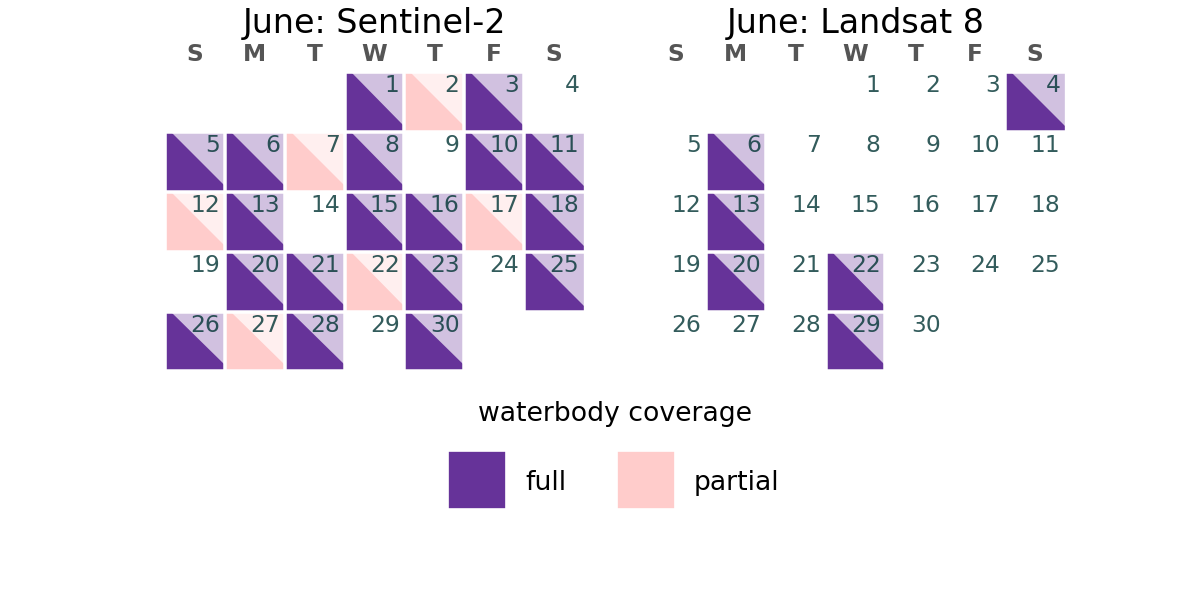 June: Sentinel-2
S M T W T F S
1 2 3 4
5 6 7 8 9 10 11
12 13 14 15 16 17 18
19 20 21 22 23 24 25
26 27 28 29 30
June: Landsat 8
S M T W T F S
1 2 3 4
5 6 7 8 9 10 11
12 13 14 15 16 17 18
19 20 21 22 23 24 25
26 27 28 29 30
waterbody coverage
full partial